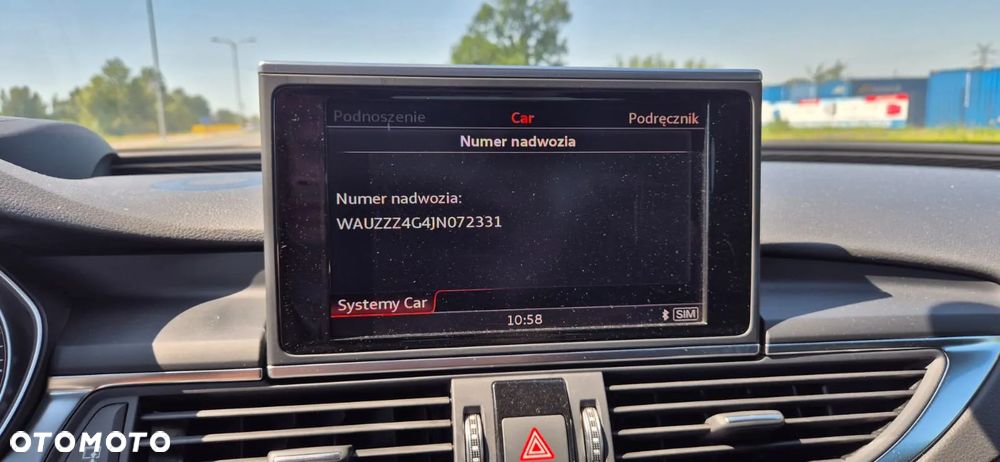 Podnoszenie Car Podręcznik
Numer nadwozia
Numer nadwozia:
WAUZZZ4G4JN072331
Systemy Car
10:58 SIM
OTOMOTO